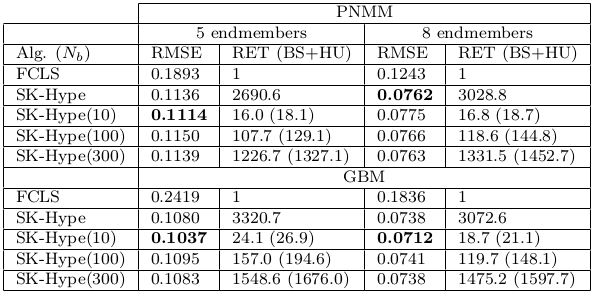 PNMM
5 endmembers 8 endmembers
Alg. (N_b) RMSE RET (BS+HU) RMSE RET (BS+HU)
FCLS 0.1893 1 0.1243 1
SK-Hype 0.1136 2690.6 0.0762 3028.8
SK-Hype(10) 0.1114 16.0 (18.1) 0.0775 16.8 (18.7)
SK-Hype(100) 0.1150 107.7 (129.1) 0.0766 118.6 (144.8)
SK-Hype(300) 0.1139 1226.7 (1327.1) 0.0763 1331.5 (1452.7)
GBM
FCLS 0.2419 1 0.1836 1
SK-Hype 0.1080 3320.7 0.0738 3072.6
SK-Hype(10) 0.1037 24.1 (26.9) 0.0712 18.7 (21.1)
SK-Hype(100) 0.1095 157.0 (194.6) 0.0741 119.7 (148.1)
SK-Hype(300) 0.1083 1548.6 (1676.0) 0.0738 1475.2 (1597.7)